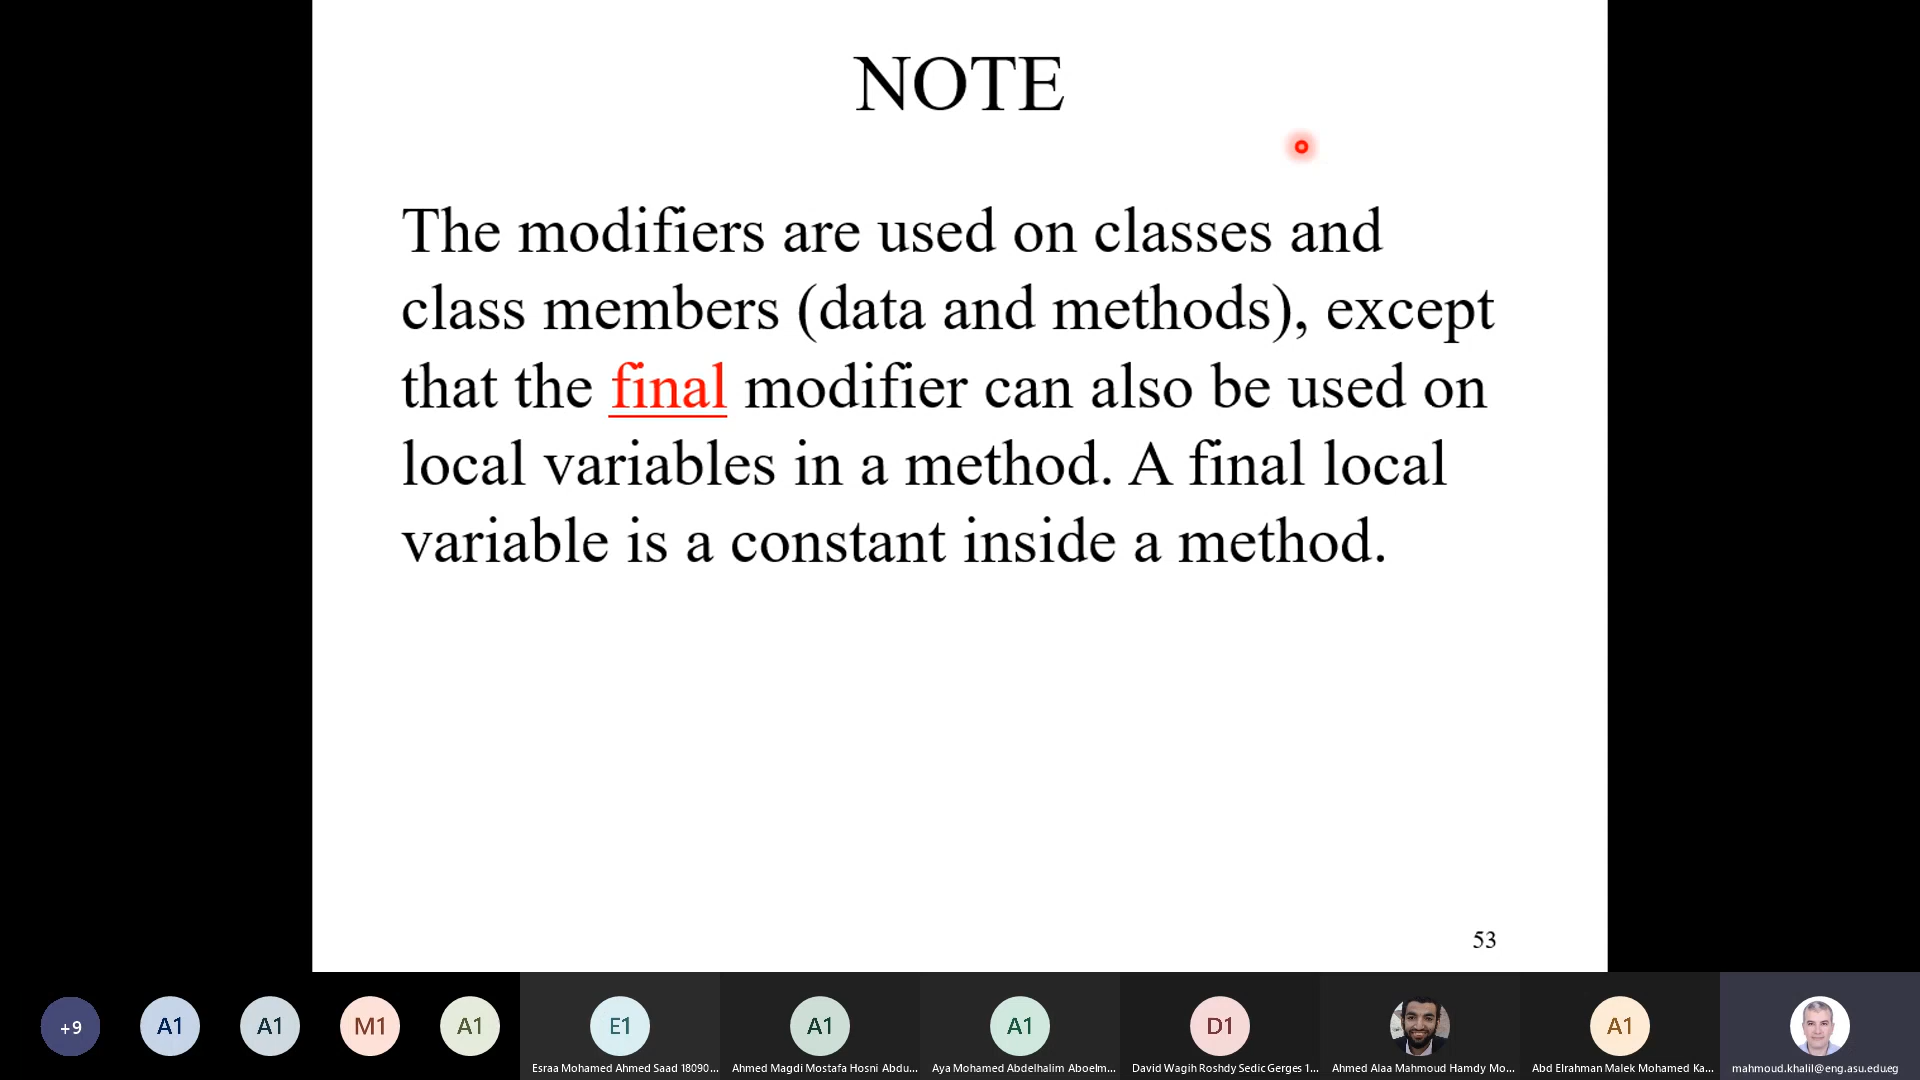 NOTE
The modifiers are used on classes and
class members (data and methods), except
that the final modifier can also be used on
local variables in a method. A final local
variable is a constant inside a method.
53
+9
A1
A1
M1
A1
E1
A1
A1
D1
A1
Esraa Mohamed Ahmed Saad 18090...
Ahmed Magdi Mostafa Hosni Abdu...
Aya Mohamed Abdelhalim Aboelm...
David Wagih Roshdy Sedic Gerges 1...
Ahmed Alaa Mahmoud Hamdy Mo...
Abd Elrahman Malek Mohamed Ka...
mahmoud.khalil@eng.asu.edu.eg